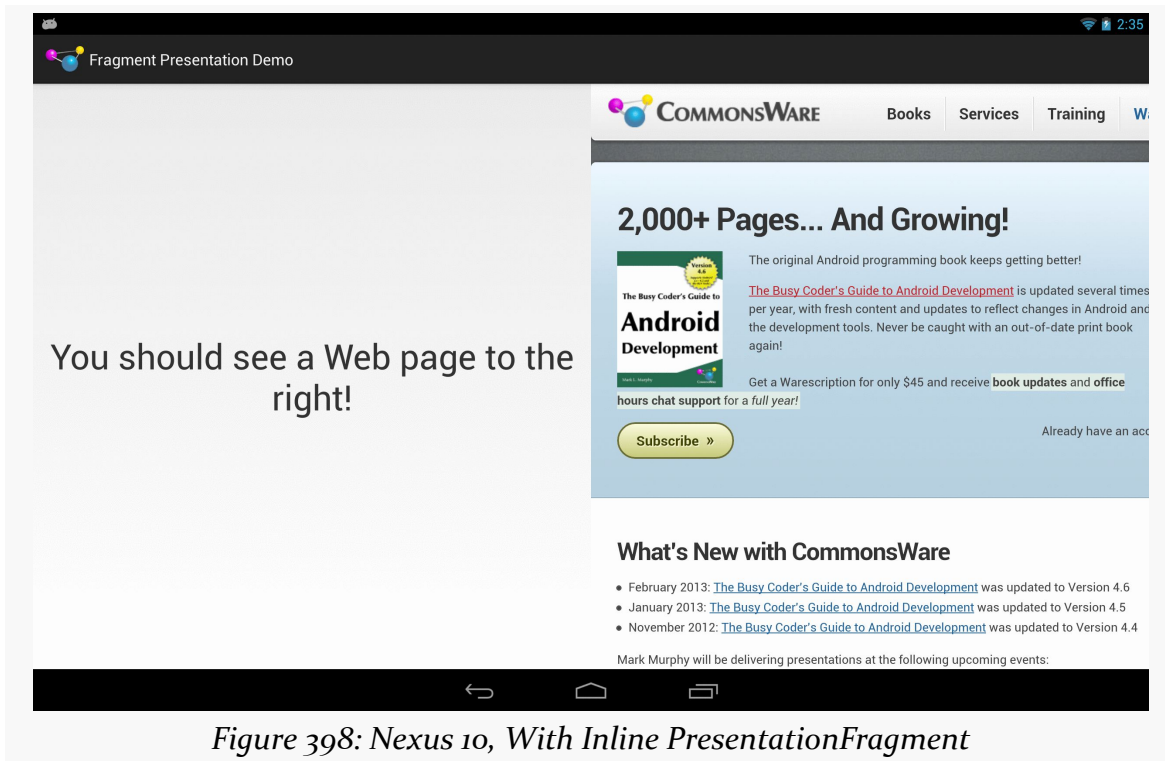 2:35
Fragment Presentation Demo
You should see a Web page to the
right!
CommonsWare
Books Services Training Wa
2,000+ Pages... And Growing!
Version
4.6
The Busy Coder's Guide to
Android
Development
Mark L. Murphy
The original Android programming book keeps getting better!
The Busy Coder's Guide to Android Development is updated several times
per year, with fresh content and updates to reflect changes in Android and
the development tools. Never be caught with an out-of-date print book
again!
Get a Warescription for only $45 and receive book updates and office
hours chat support for a full year!
Subscribe »
Already have an acc
What's New with CommonsWare
• February 2013: The Busy Coder's Guide to Android Development was updated to Version 4.6
• January 2013: The Busy Coder's Guide to Android Development was updated to Version 4.5
• November 2012: The Busy Coder's Guide to Android Development was updated to Version 4.4
Mark Murphy will be delivering presentations at the following upcoming events:
Figure 398: Nexus 10, With Inline PresentationFragment